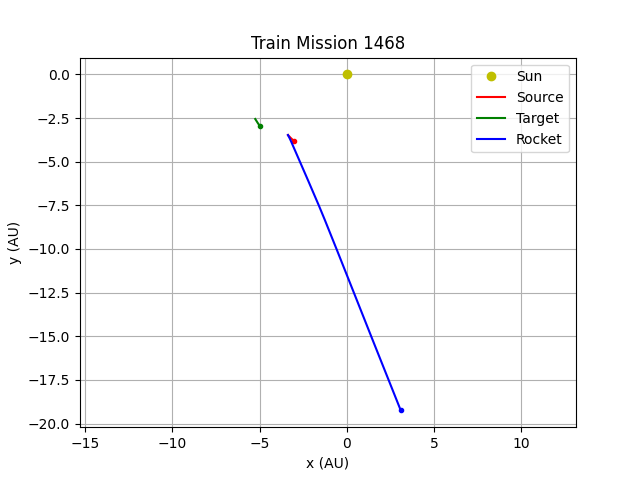 Train Mission 1468
Sun
Source
Target
Rocket
0.0
−2.5
−5.0
−7.5
−10.0
−12.5
−15.0
−17.5
−20.0
y (AU)
−15
−10
−5
0
5
10
x (AU)